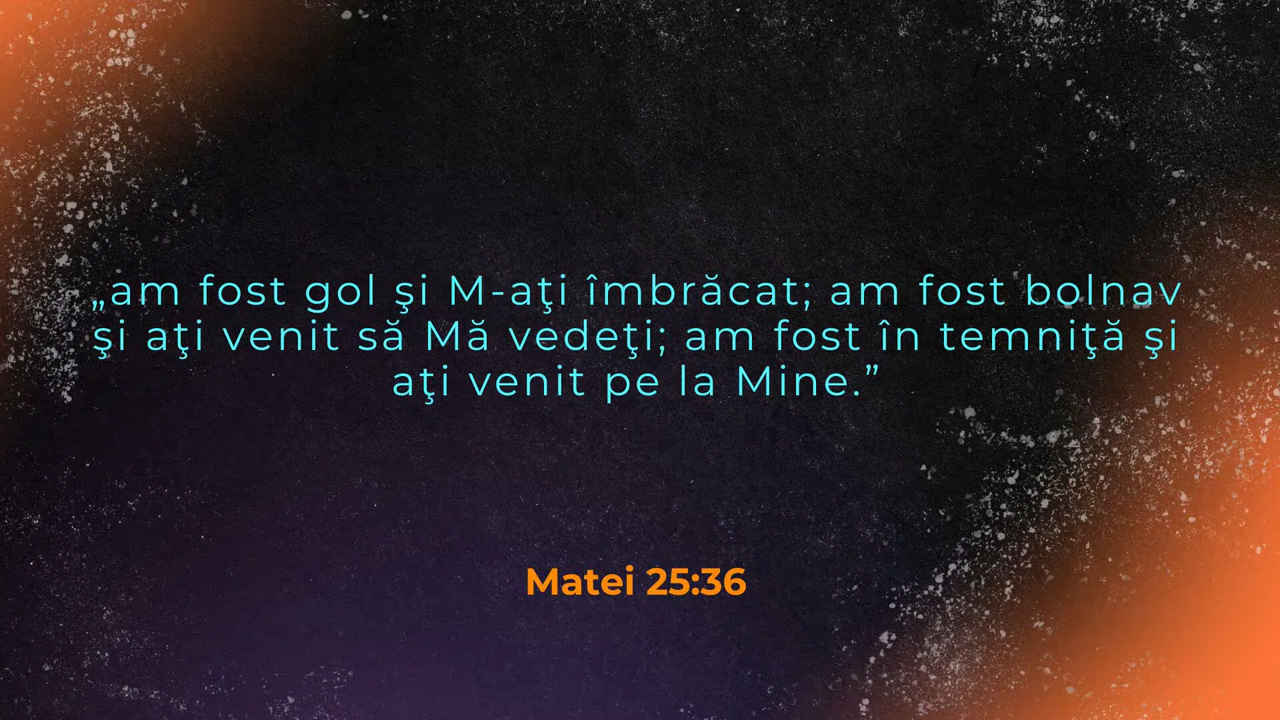 „am fost gol şi M-aţi îmbrăcat; am fost bolnav
şi aţi venit să Mă vedeţi; am fost în temniţă şi
aţi venit pe la Mine.”
Matei 25:36